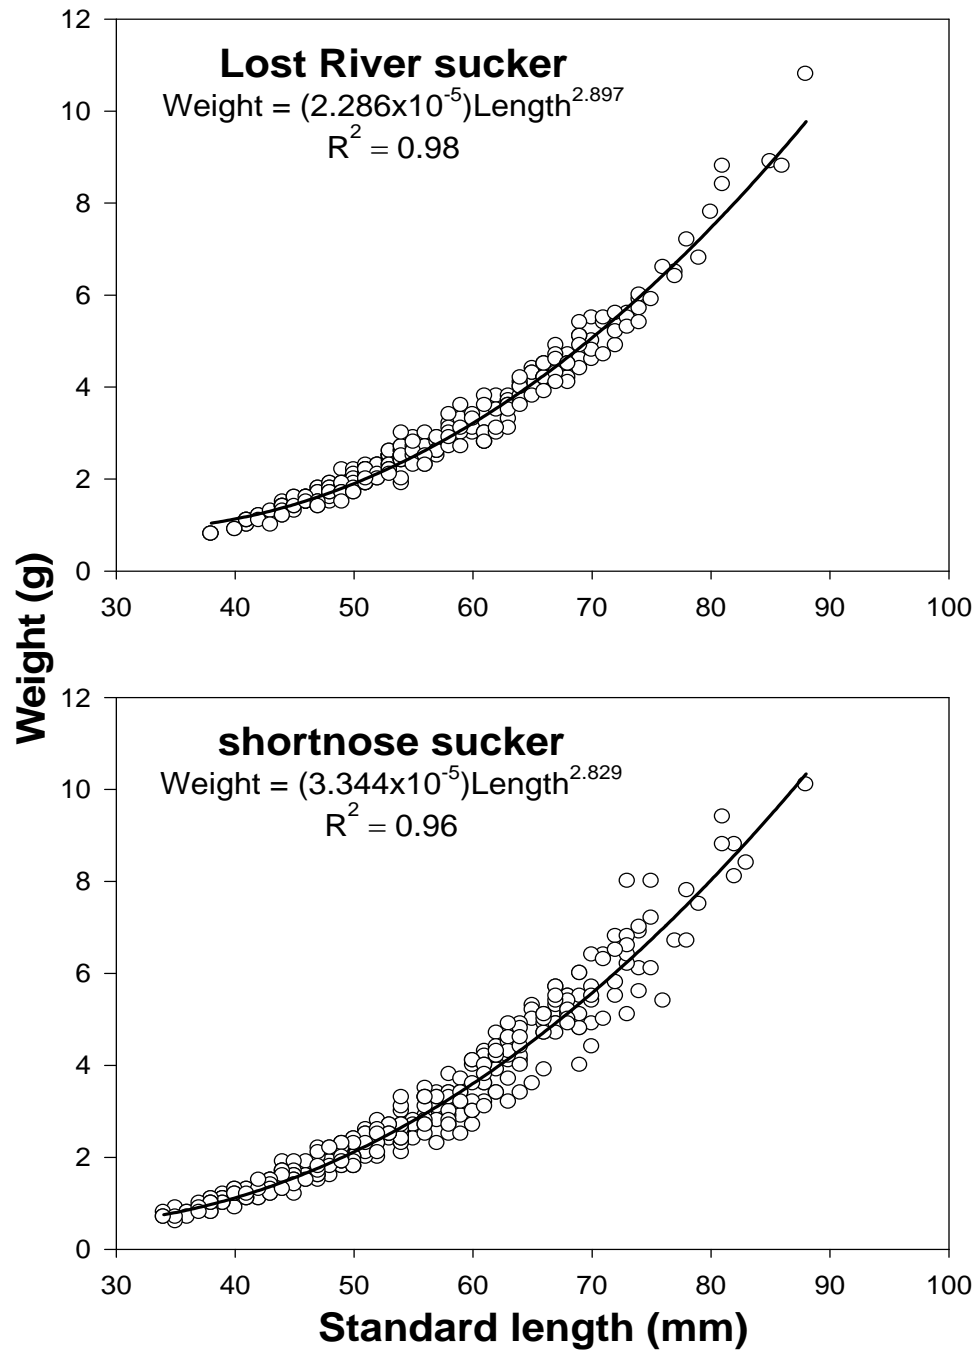 12
10
8
6
4
2
0
Lost River sucker
Weight = (2.286x10^-5)Length^2.897
R^2 = 0.98
30 40 50 60 70 80 90 100
Weight (g)
12
10
8
6
4
2
0
shortnose sucker
Weight = (3.344x10^-5)Length^2.829
R^2 = 0.96
30 40 50 60 70 80 90 100
Standard length (mm)